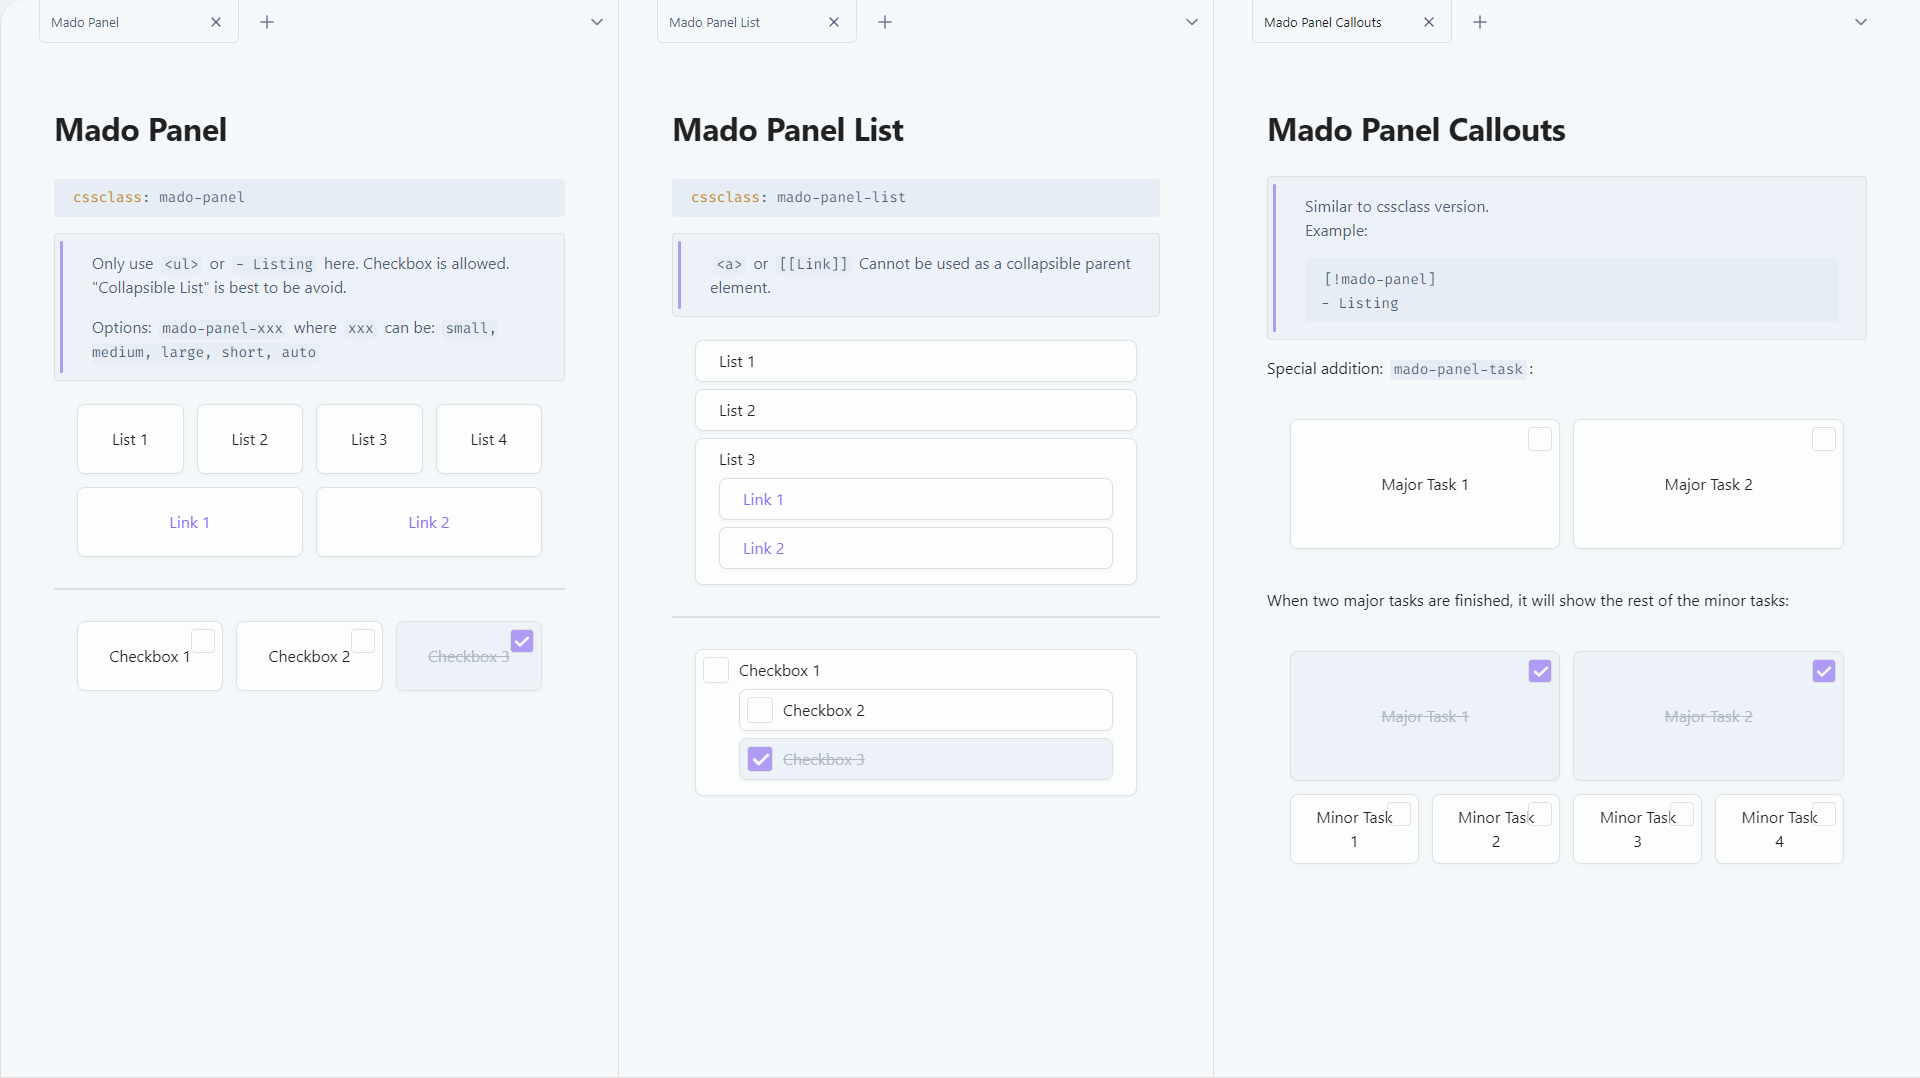 Mado Panel
Mado Panel
cssclass: mado-panel
Only use <ul> or - Listing here. Checkbox is allowed.
"Collapsible List" is best to be avoid.
Options: mado-panel-xxx where xxx can be: small,
medium, large, short, auto
List 1
List 2
List 3
List 4
Link 1
Link 2
Checkbox 1
Checkbox 2
Checkbox 3
Mado Panel List
Mado Panel List
cssclass: mado-panel-list
<a> or [[Link]] Cannot be used as a collapsible parent
element.
List 1
List 2
List 3
Link 1
Link 2
Checkbox 1
Checkbox 2
Checkbox 3
Mado Panel Callouts
Mado Panel Callouts
Similar to cssclass version.
Example:
[!mado-panel]
- Listing
Special addition: mado-panel-task:
Major Task 1
Major Task 2
When two major tasks are finished, it will show the rest of the minor tasks:
Major Task 1
Major Task 2
Minor Task
1
Minor Task
2
Minor Task
3
Minor Task
4